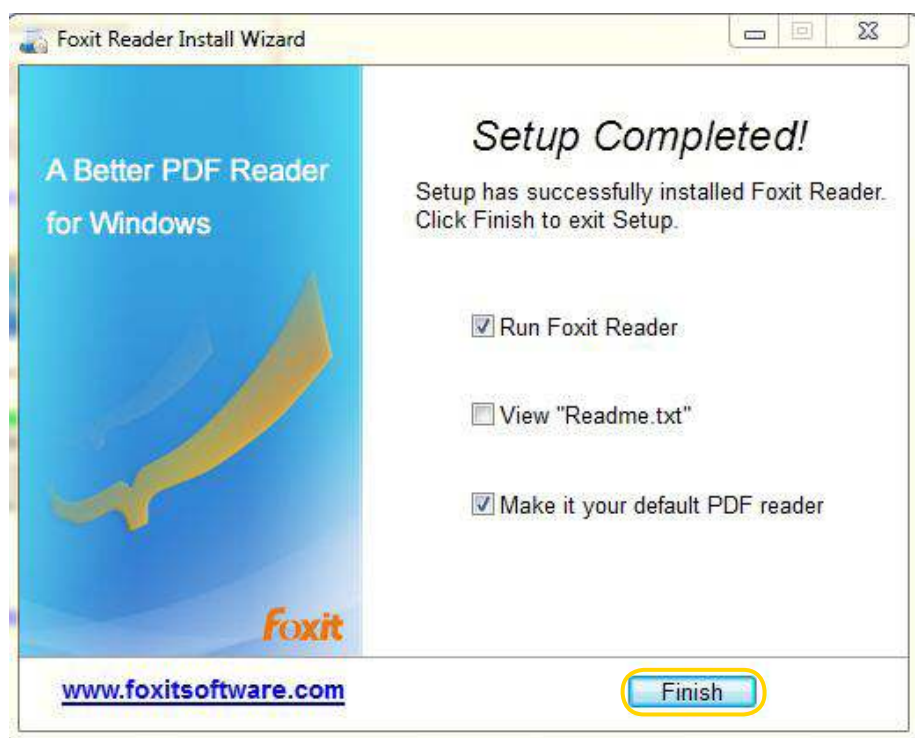 Foxit Reader Install Wizard
A Better PDF Reader
for Windows
Foxit
Setup Completed!
Setup has successfully installed Foxit Reader.
Click Finish to exit Setup.
Run Foxit Reader
View "Readme.txt"
Make it your default PDF reader
www.foxitsoftware.com
Finish